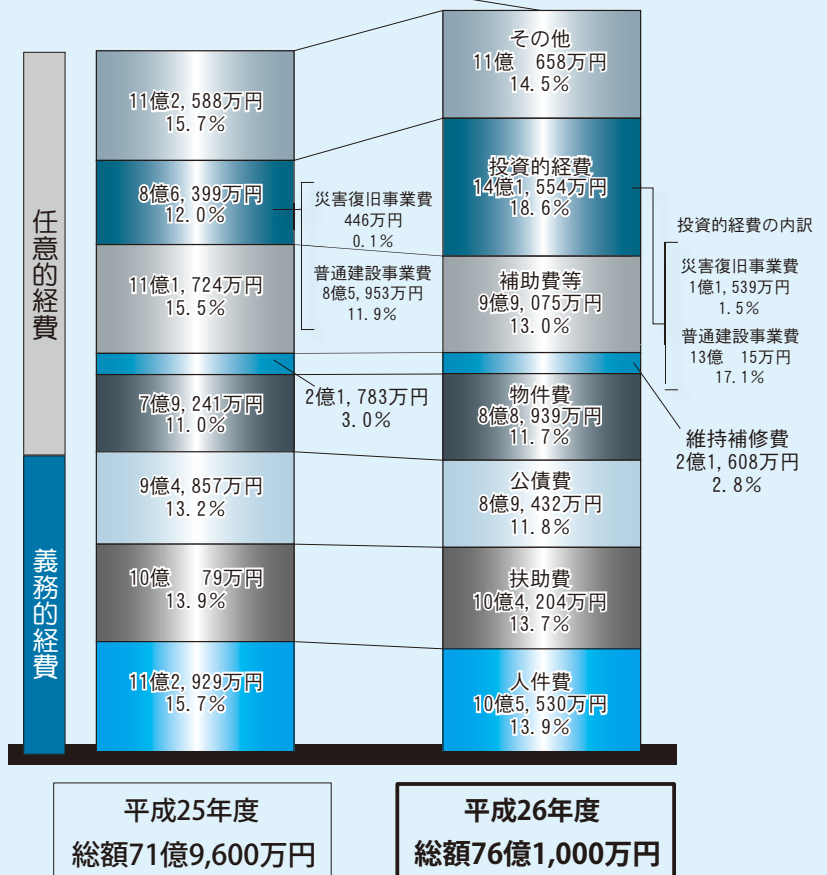 任意的経費
義務的経費
11億2,588万円
15.7%
8億6,399万円
12.0%
災害復旧事業費
446万円
0.1%
普通建設事業費
8億5,953万円
11.9%
11億1,724万円
15.5%
2億1,783万円
3.0%
7億9,241万円
11.0%
9億4,857万円
13.2%
10億　79万円
13.9%
11億2,929万円
15.7%
平成25年度
総額71億9,600万円
その他
11億　658万円
14.5%
投資的経費
14億1,554万円
18.6%
投資的経費の内訳
災害復旧事業費
1億1,539万円
1.5%
普通建設事業費
13億　15万円
17.1%
補助費等
9億9,075万円
13.0%
維持補修費
2億1,608万円
2.8%
物件費
8億8,939万円
11.7%
公債費
8億9,432万円
11.8%
扶助費
10億4,204万円
13.7%
人件費
10億5,530万円
13.9%
平成26年度
総額76億1,000万円